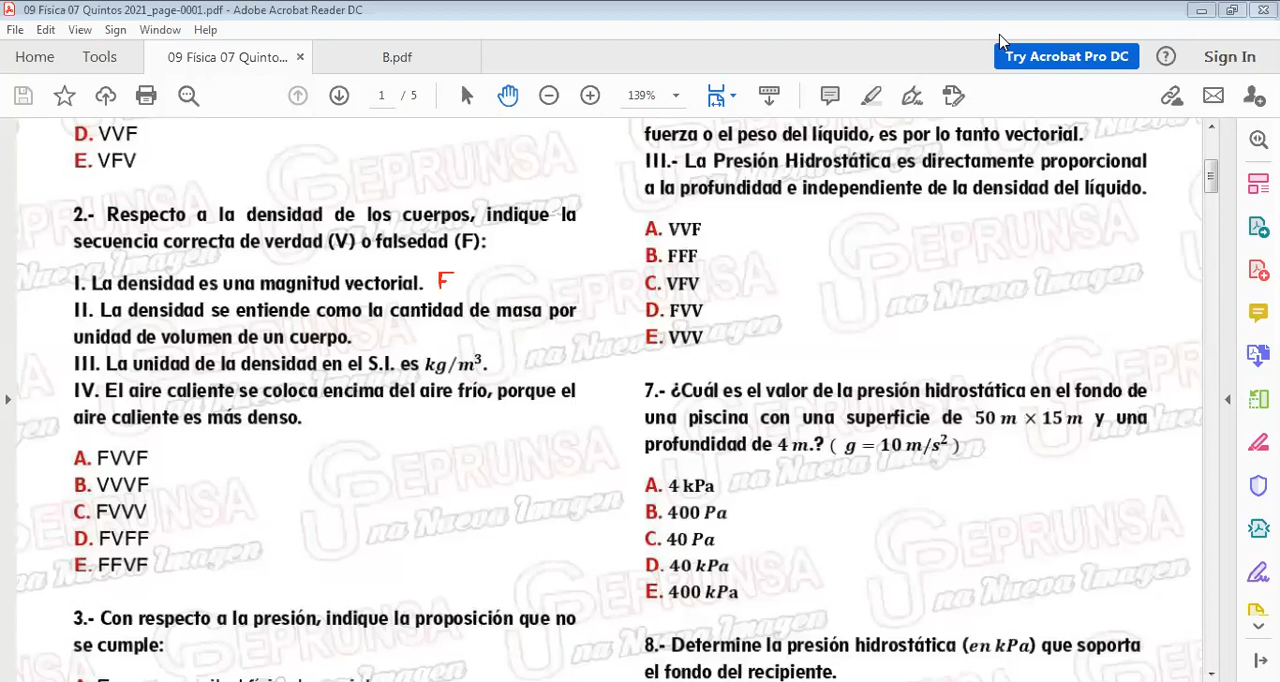 09 Física 07 Quintos 2021_page-0001.pdf - Adobe Acrobat Reader DC
File Edit View Sign Window Help
Home Tools 09 Física 07 Quinto... × B.pdf Try Acrobat Pro DC Sign In
1 / 5 139%
D. VVF
E. VFV
2.- Respecto a la densidad de los cuerpos, indique la
secuencia correcta de verdad (V) o falsedad (F):
I. La densidad es una magnitud vectorial. F
II. La densidad se entiende como la cantidad de masa por
unidad de volumen de un cuerpo.
III. La unidad de la densidad en el S.I. es kg/m³.
IV. El aire caliente se coloca encima del aire frío, porque el
aire caliente es más denso.
A. FVVF
B. VVVF
C. FVVV
D. FVFF
E. FFVF
3.- Con respecto a la presión, indique la proposición que no
se cumple:
fuerza o el peso del líquido, es por lo tanto vectorial.
III.- La Presión Hidrostática es directamente proporcional
a la profundidad e independiente de la densidad del líquido.
A. VVF
B. FFF
C. VFV
D. FVV
E. VVV
7.- ¿Cuál es el valor de la presión hidrostática en el fondo de
una piscina con una superficie de 50 m × 15 m y una
profundidad de 4 m.? ( g = 10 m/s² )
A. 4 kPa
B. 400 Pa
C. 40 Pa
D. 40 kPa
E. 400 kPa
8.- Determine la presión hidrostática (en kPa) que soporta
el fondo del recipiente.
CEPRUNSA
Una Nueva Imagen